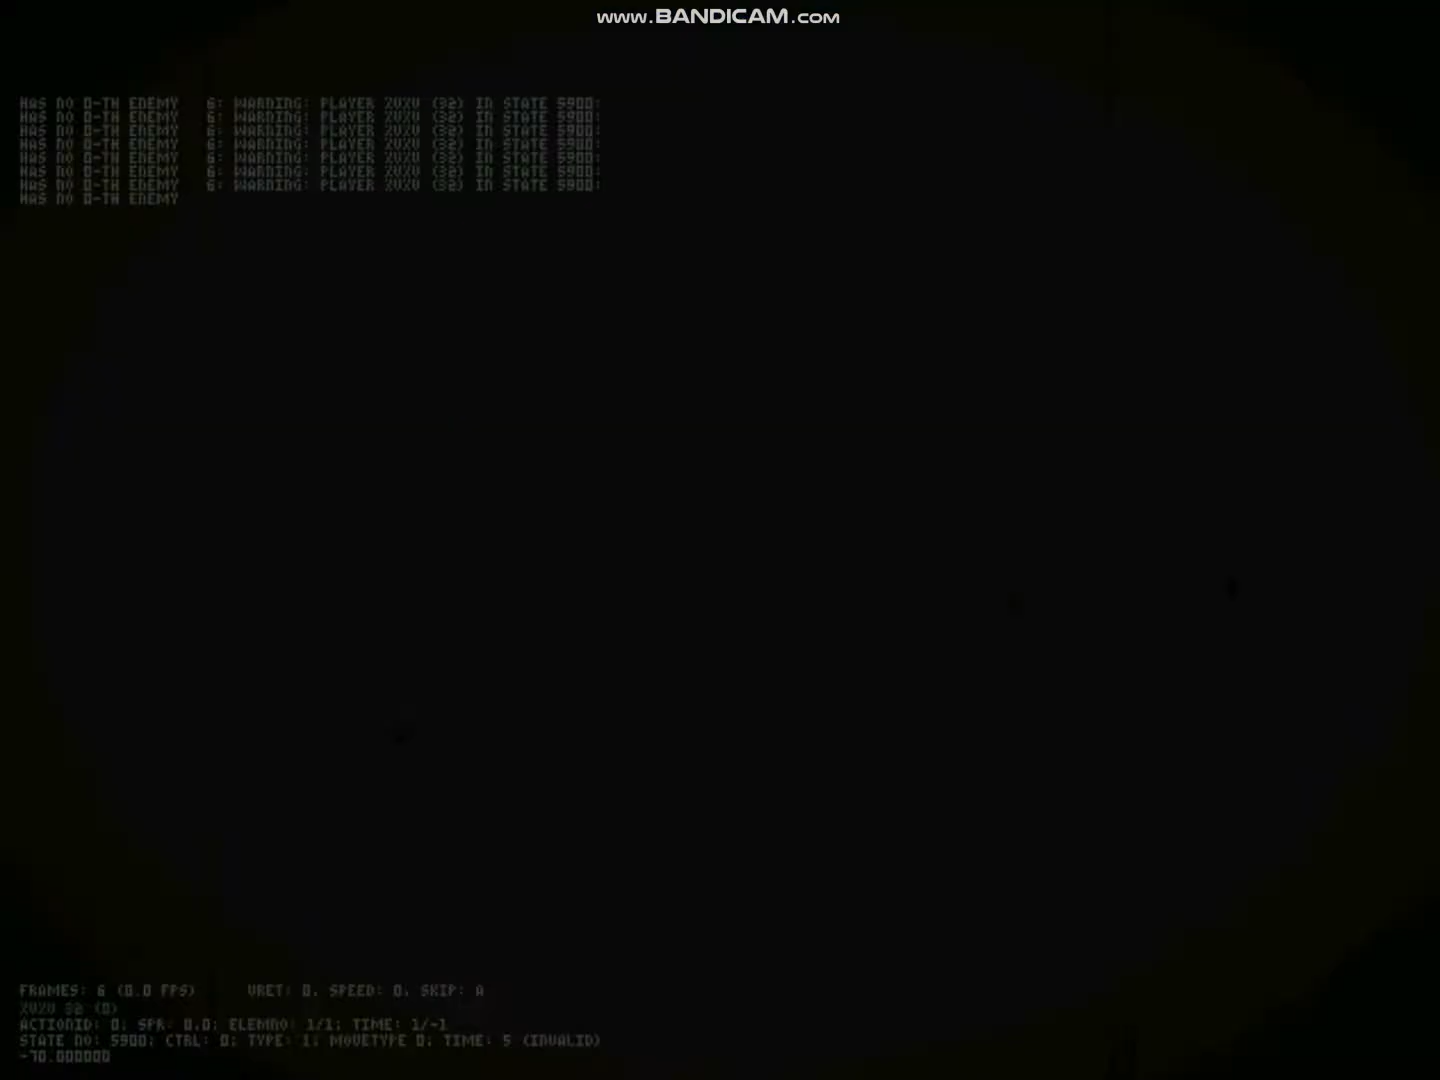 www.BANDICAM.com
HAS NO 0-TH ENEMY 6: WARNING: PLAYER 2020 (32) IN STATE 5900:
HAS NO 0-TH ENEMY 6: WARNING: PLAYER 2020 (32) IN STATE 5900:
HAS NO 0-TH ENEMY 6: WARNING: PLAYER 2020 (32) IN STATE 5900:
HAS NO 0-TH ENEMY 6: WARNING: PLAYER 2020 (32) IN STATE 5900:
HAS NO 0-TH ENEMY 6: WARNING: PLAYER 2020 (32) IN STATE 5900:
HAS NO 0-TH ENEMY 6: WARNING: PLAYER 2020 (32) IN STATE 5900:
HAS NO 0-TH ENEMY 6: WARNING: PLAYER 2020 (32) IN STATE 5900:
HAS NO 0-TH ENEMY
FRAMES: 6 (0.0 FPS) VRET: 0, SPEED: 0, SKIP: A
(0)
ACTIONID: 0; SPR: 0,0; ELEMNO: 1/1; TIME: 1/-1
STATE NO: 5900; CTRL: 0; TYPE: 1; MOVETYPE 0; TIME: 5 (INVALID)
-70.000000